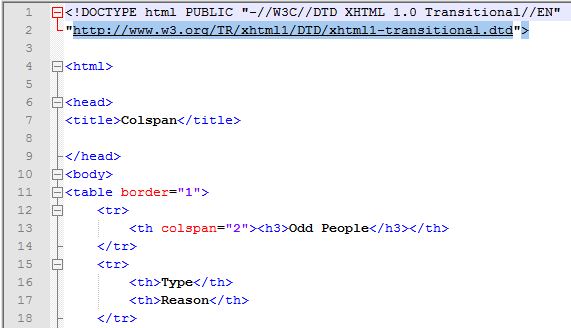 1 <!DOCTYPE html PUBLIC "-//W3C//DTD XHTML 1.0 Transitional//EN"
2 "http://www.w3.org/TR/xhtml1/DTD/xhtml1-transitional.dtd">
3
4 <html>
5
6 <head>
7 <title>Colspan</title>
8
9 </head>
10 <body>
11 <table border="1">
12 <tr>
13 <th colspan="2"><h3>Odd People</h3></th>
14 </tr>
15 <tr>
16 <th>Type</th>
17 <th>Reason</th>
18 </tr>